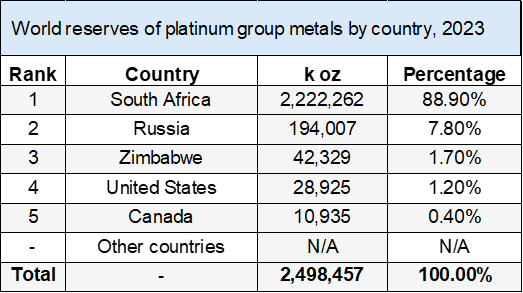 World reserves of platinum group metals by country, 2023
Rank Country k oz Percentage
1 South Africa 2,222,262 88.90%
2 Russia 194,007 7.80%
3 Zimbabwe 42,329 1.70%
4 United States 28,925 1.20%
5 Canada 10,935 0.40%
- Other countries N/A N/A
Total - 2,498,457 100.00%